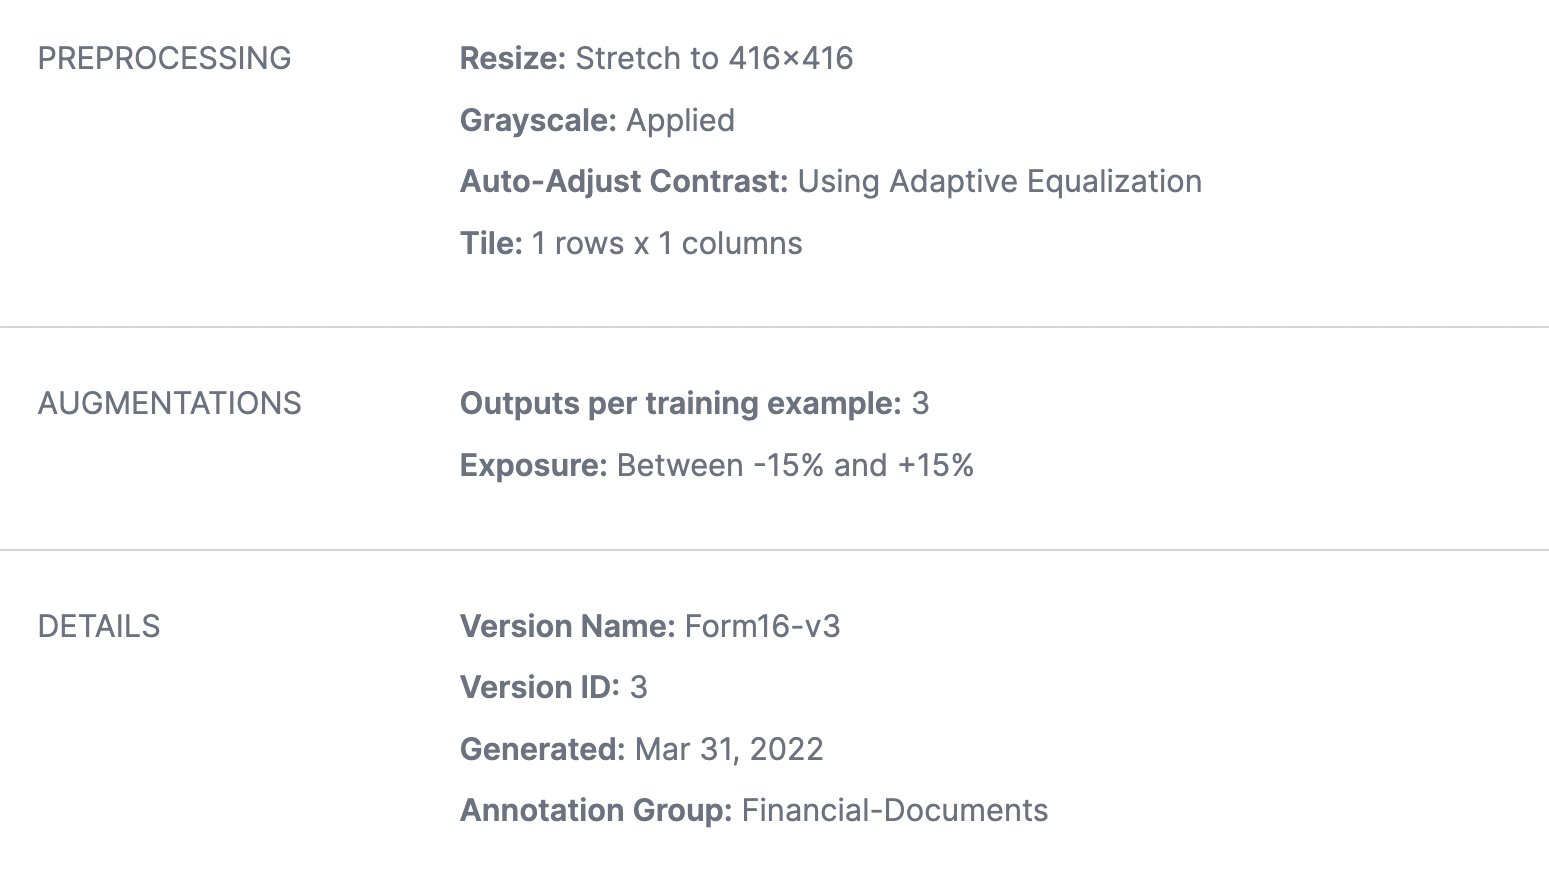 PREPROCESSING
Resize: Stretch to 416×416
Grayscale: Applied
Auto-Adjust Contrast: Using Adaptive Equalization
Tile: 1 rows x 1 columns
AUGMENTATIONS
Outputs per training example: 3
Exposure: Between -15% and +15%
DETAILS
Version Name: Form16-v3
Version ID: 3
Generated: Mar 31, 2022
Annotation Group: Financial-Documents